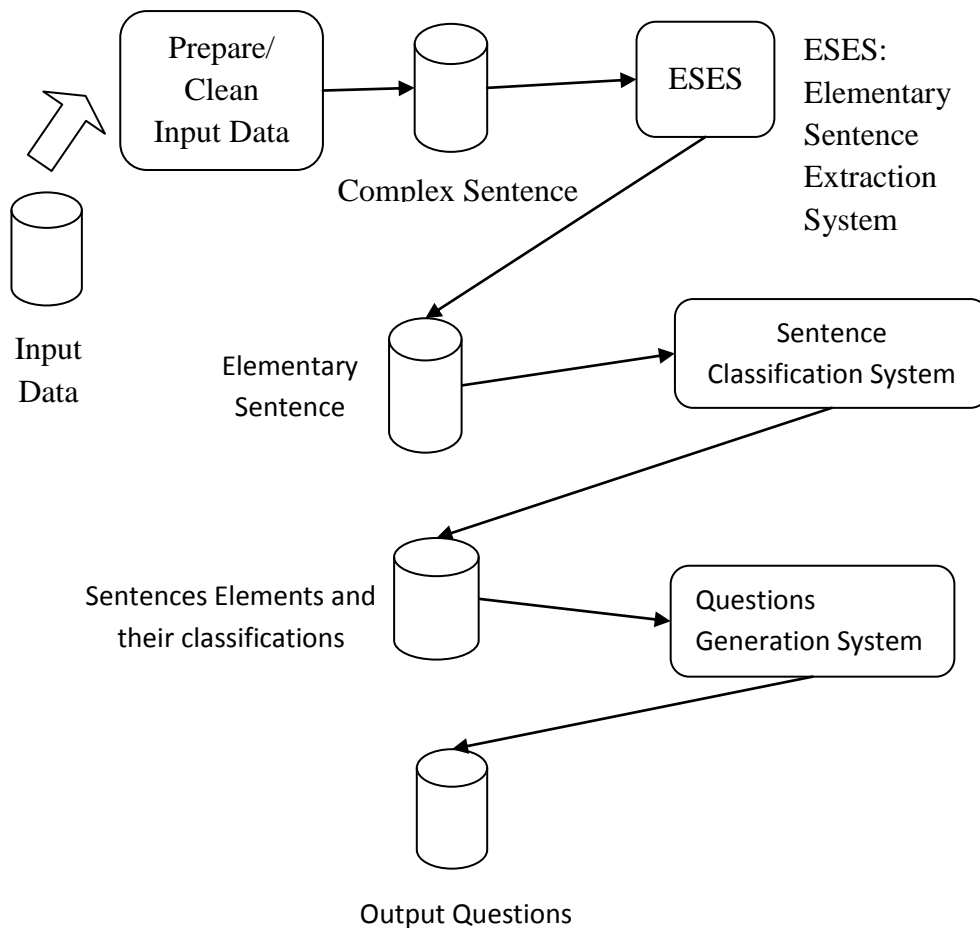 Prepare/
Clean
Input Data
ESES
ESES:
Elementary
Sentence
Extraction
System
Complex Sentence
Input
Data
Elementary
Sentence
Sentence
Classification System
Sentences Elements and
their classifications
Questions
Generation System
Output Questions